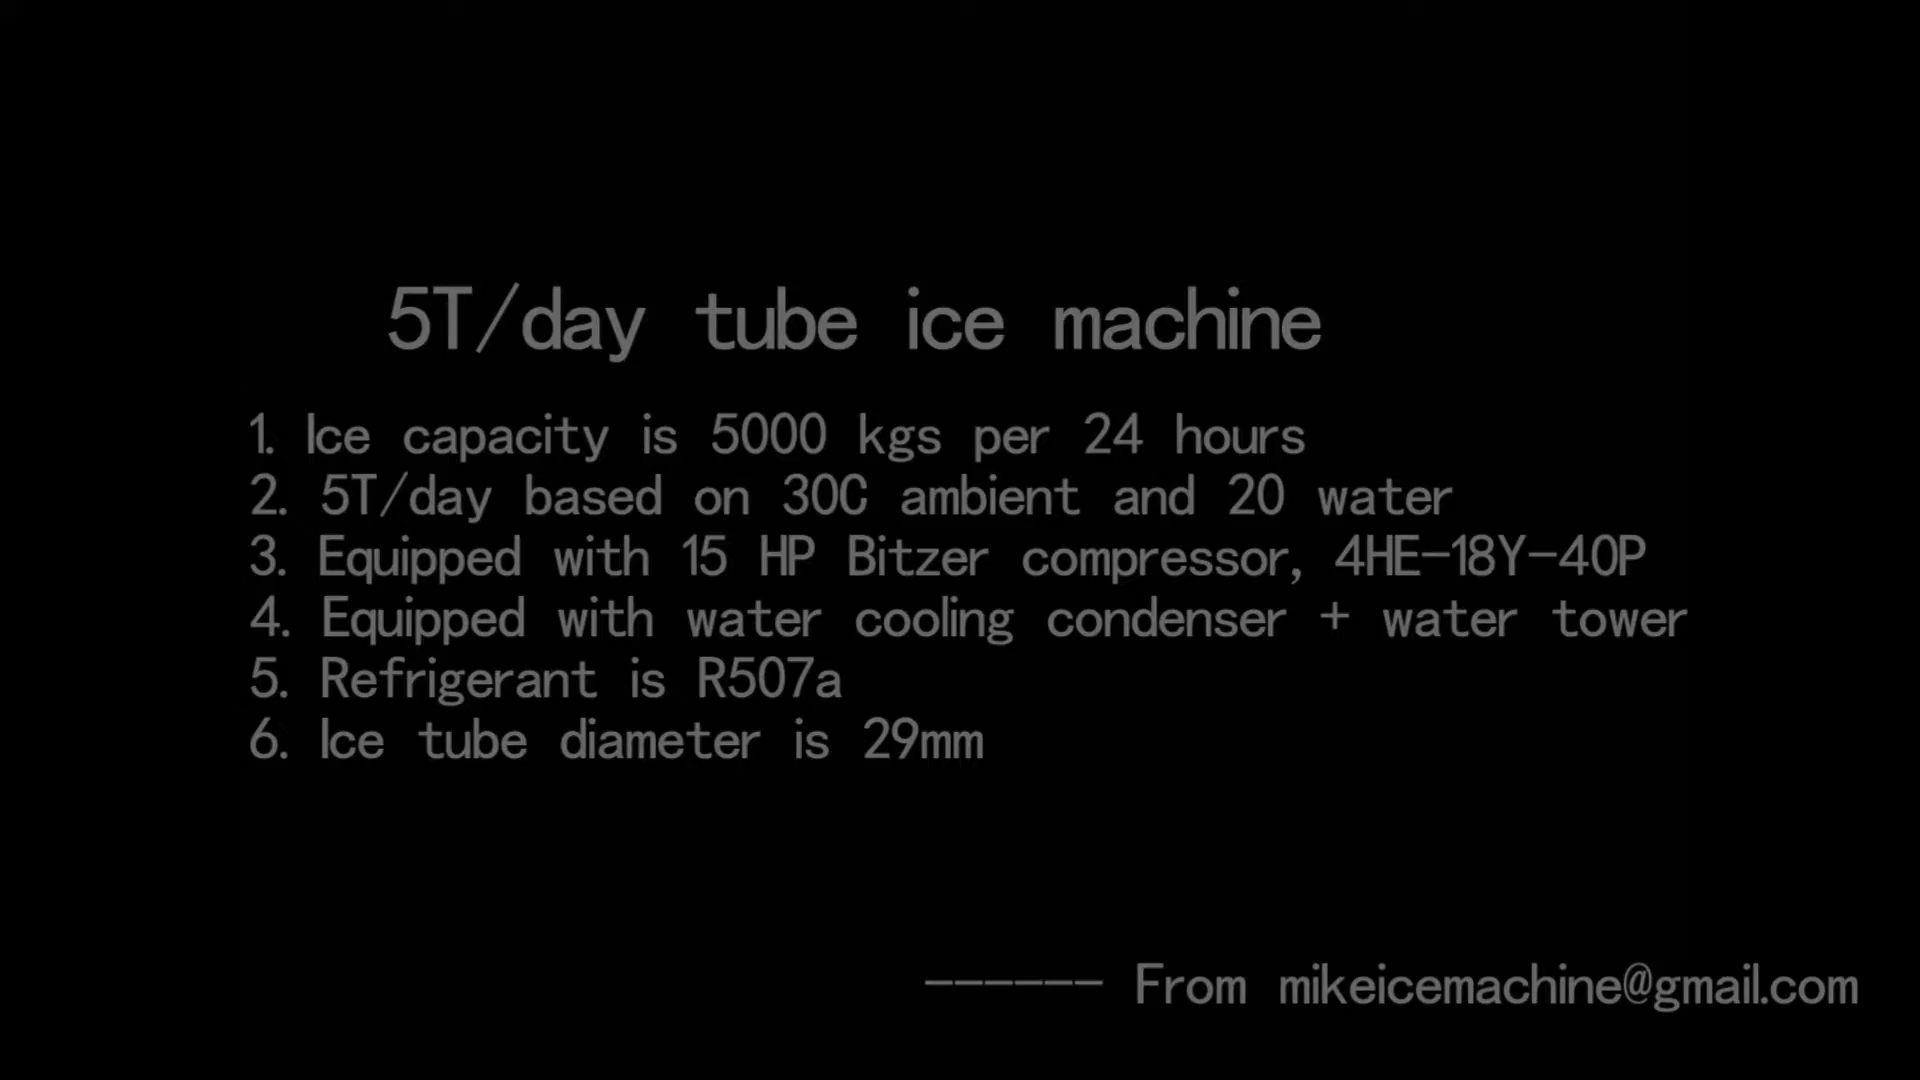 5T/day tube ice machine
1. Ice capacity is 5000 kgs per 24 hours
2. 5T/day based on 30C ambient and 20 water
3. Equipped with 15 HP Bitzer compressor, 4HE-18Y-40P
4. Equipped with water cooling condenser + water tower
5. Refrigerant is R507a
6. Ice tube diameter is 29mm
------ From mikeicemachine@gmail.com